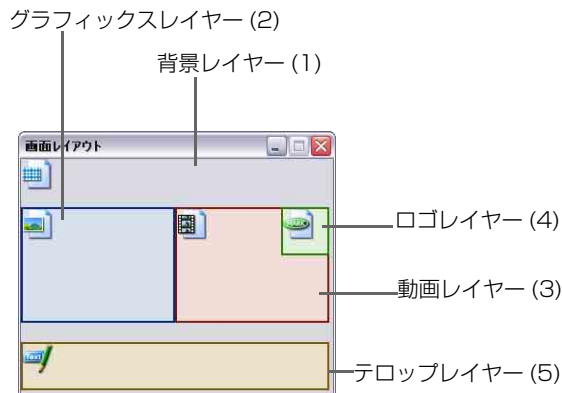 グラフィックスレイヤー (2)
背景レイヤー (1)
画面レイアウト
ロゴレイヤー (4)
動画レイヤー (3)
Text
テロップレイヤー (5)